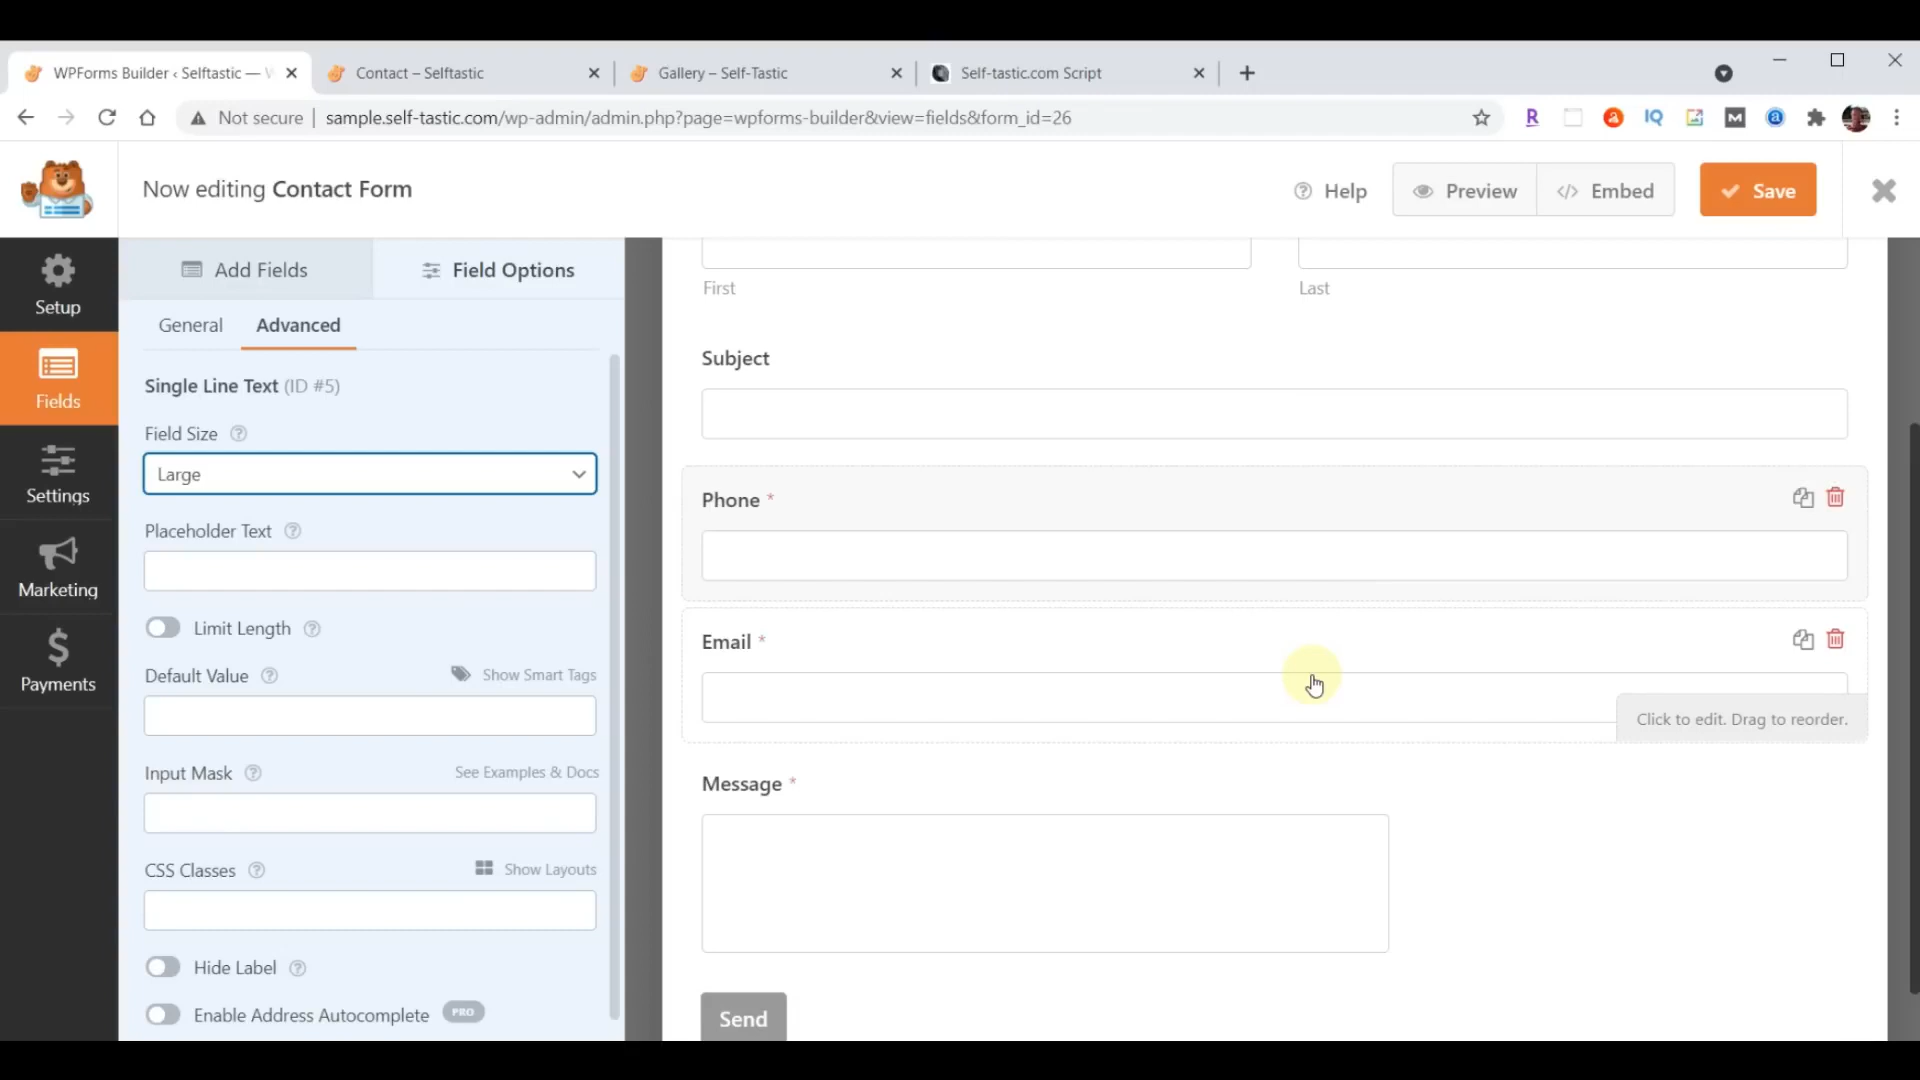 WPForms Builder ‹ Selftastic — W
Contact – Selftastic
Gallery – Self-Tastic
Self-tastic.com Script
Not secure
sample.self-tastic.com/wp-admin/admin.php?page=wpforms-builder&view=fields&form_id=26
R
a
IQ
M
a
Now editing Contact Form
Help
Preview
Embed
Save
Setup
Fields
Settings
Marketing
Payments
Add Fields
Field Options
General
Advanced
Single Line Text (ID #5)
Field Size
Large
Placeholder Text
Limit Length
Default Value
Show Smart Tags
Input Mask
See Examples & Docs
CSS Classes
Show Layouts
Hide Label
Enable Address Autocomplete PRO
First
Last
Subject
Phone *
Email *
Click to edit. Drag to reorder.
Message *
Send